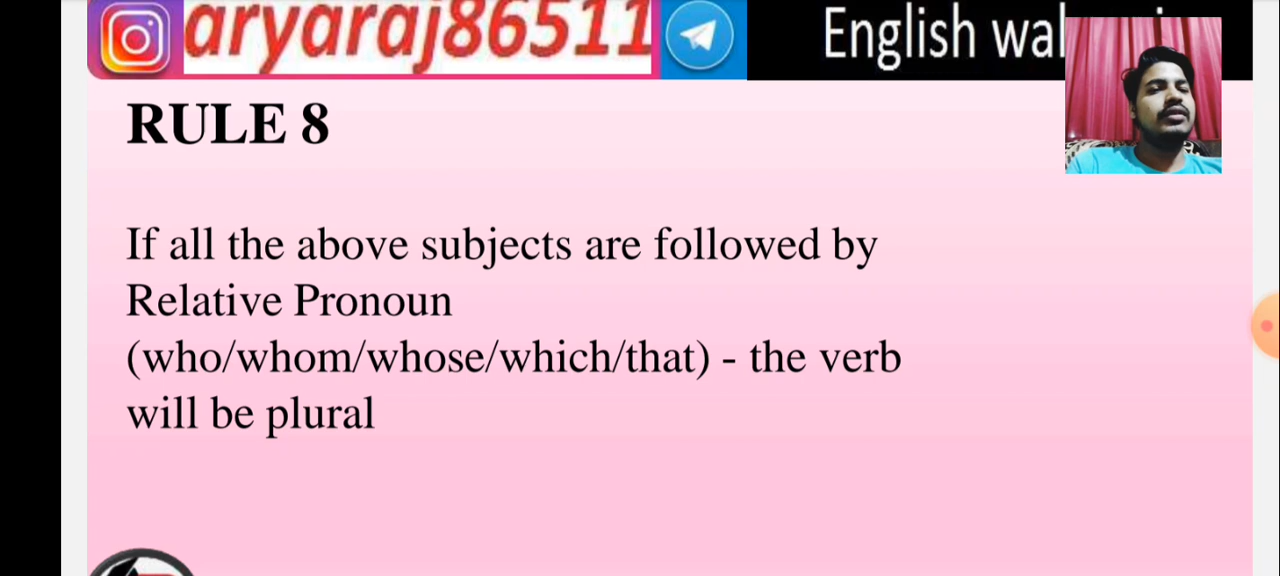 aryaraj86511
English wal
RULE 8
If all the above subjects are followed by
Relative Pronoun
(who/whom/whose/which/that) - the verb
will be plural